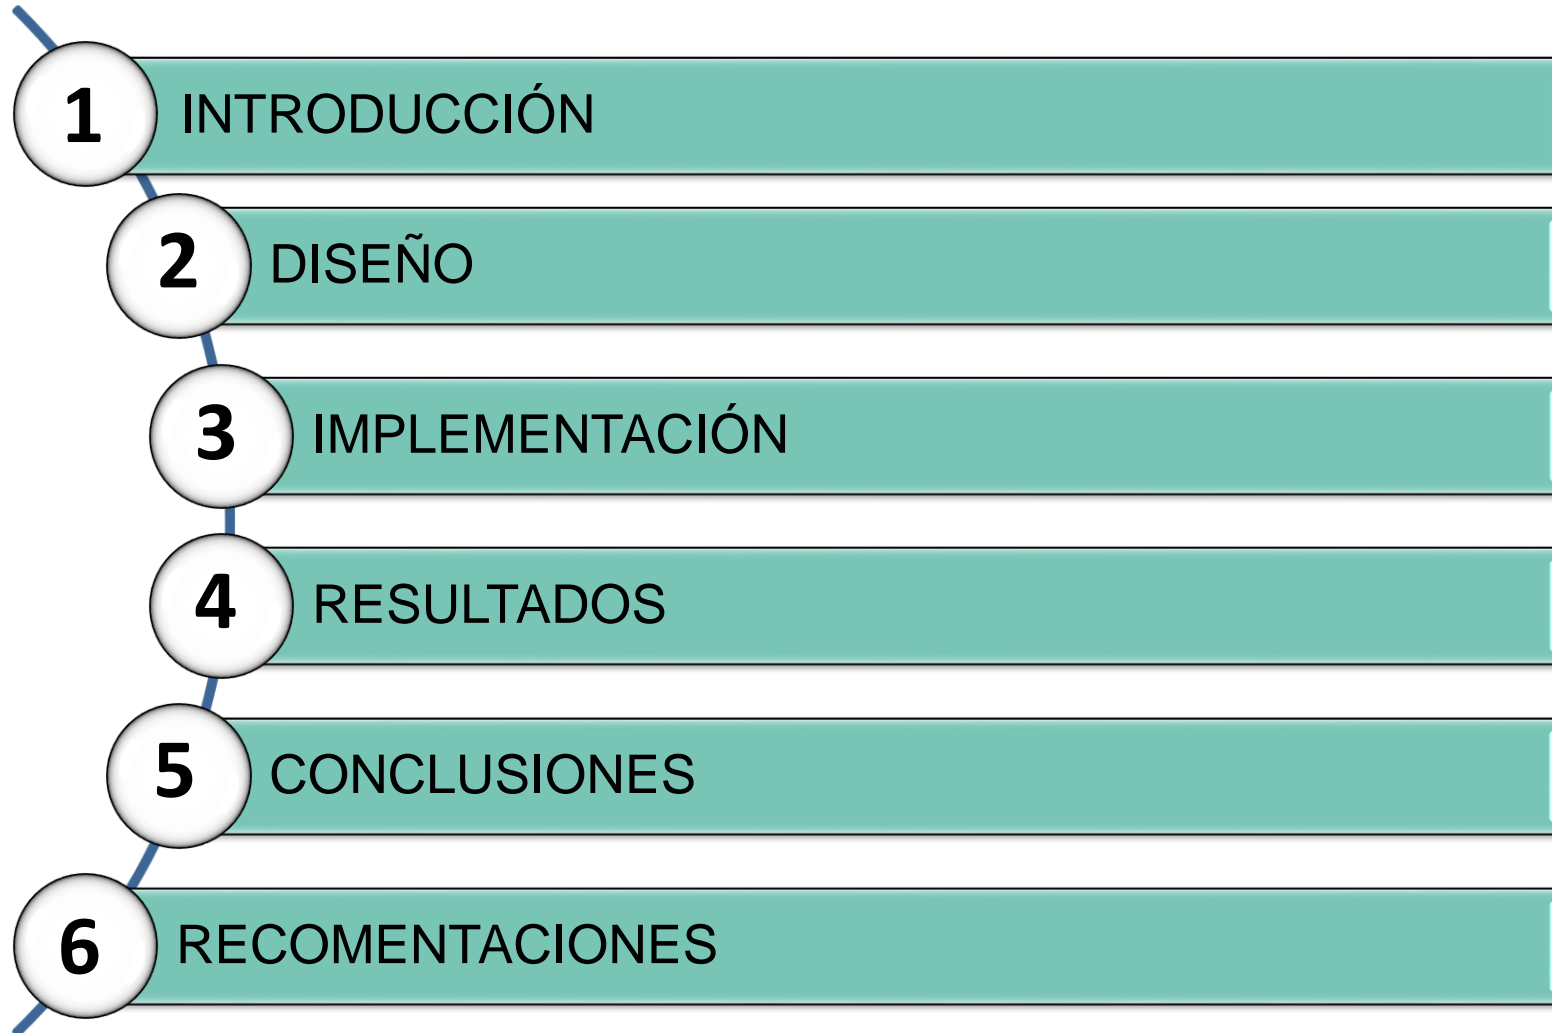 1 INTRODUCCIÓN
2 DISEÑO
3 IMPLEMENTACIÓN
4 RESULTADOS
5 CONCLUSIONES
6 RECOMENTACIONES